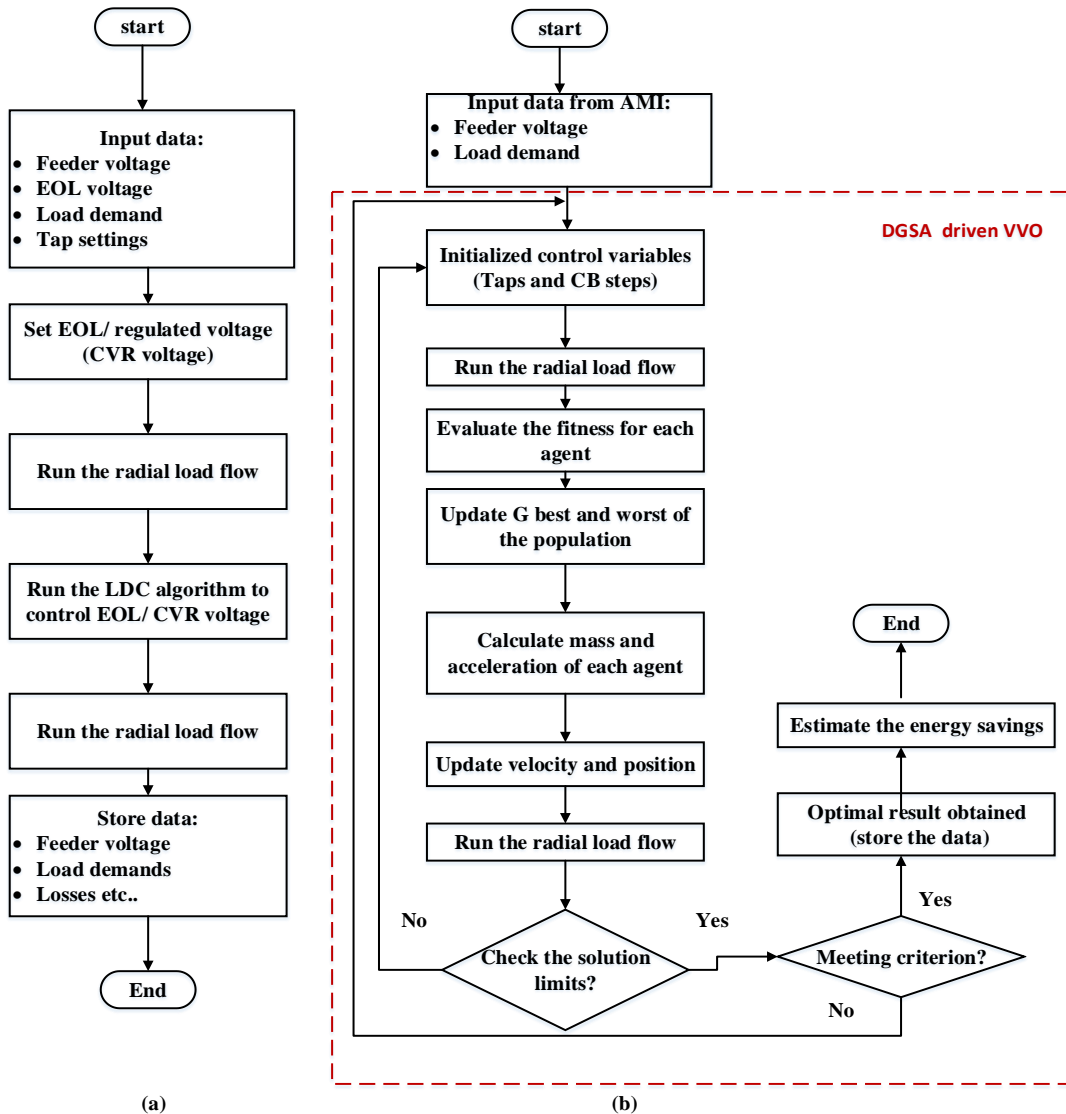 start
Input data:
• Feeder voltage
• EOL voltage
• Load demand
• Tap settings
Set EOL/ regulated voltage
(CVR voltage)
Run the radial load flow
Run the LDC algorithm to
control EOL/ CVR voltage
Run the radial load flow
Store data:
• Feeder voltage
• Load demands
• Losses etc..
End
(a)
start
Input data from AMI:
• Feeder voltage
• Load demand
DGSA driven VVO
Initialized control variables
(Taps and CB steps)
Run the radial load flow
Evaluate the fitness for each
agent
Update G best and worst of
the population
Calculate mass and
acceleration of each agent
Update velocity and position
Run the radial load flow
Check the solution
limits?
No
Yes
Meeting criterion?
No
Yes
Optimal result obtained
(store the data)
Estimate the energy savings
End
(b)